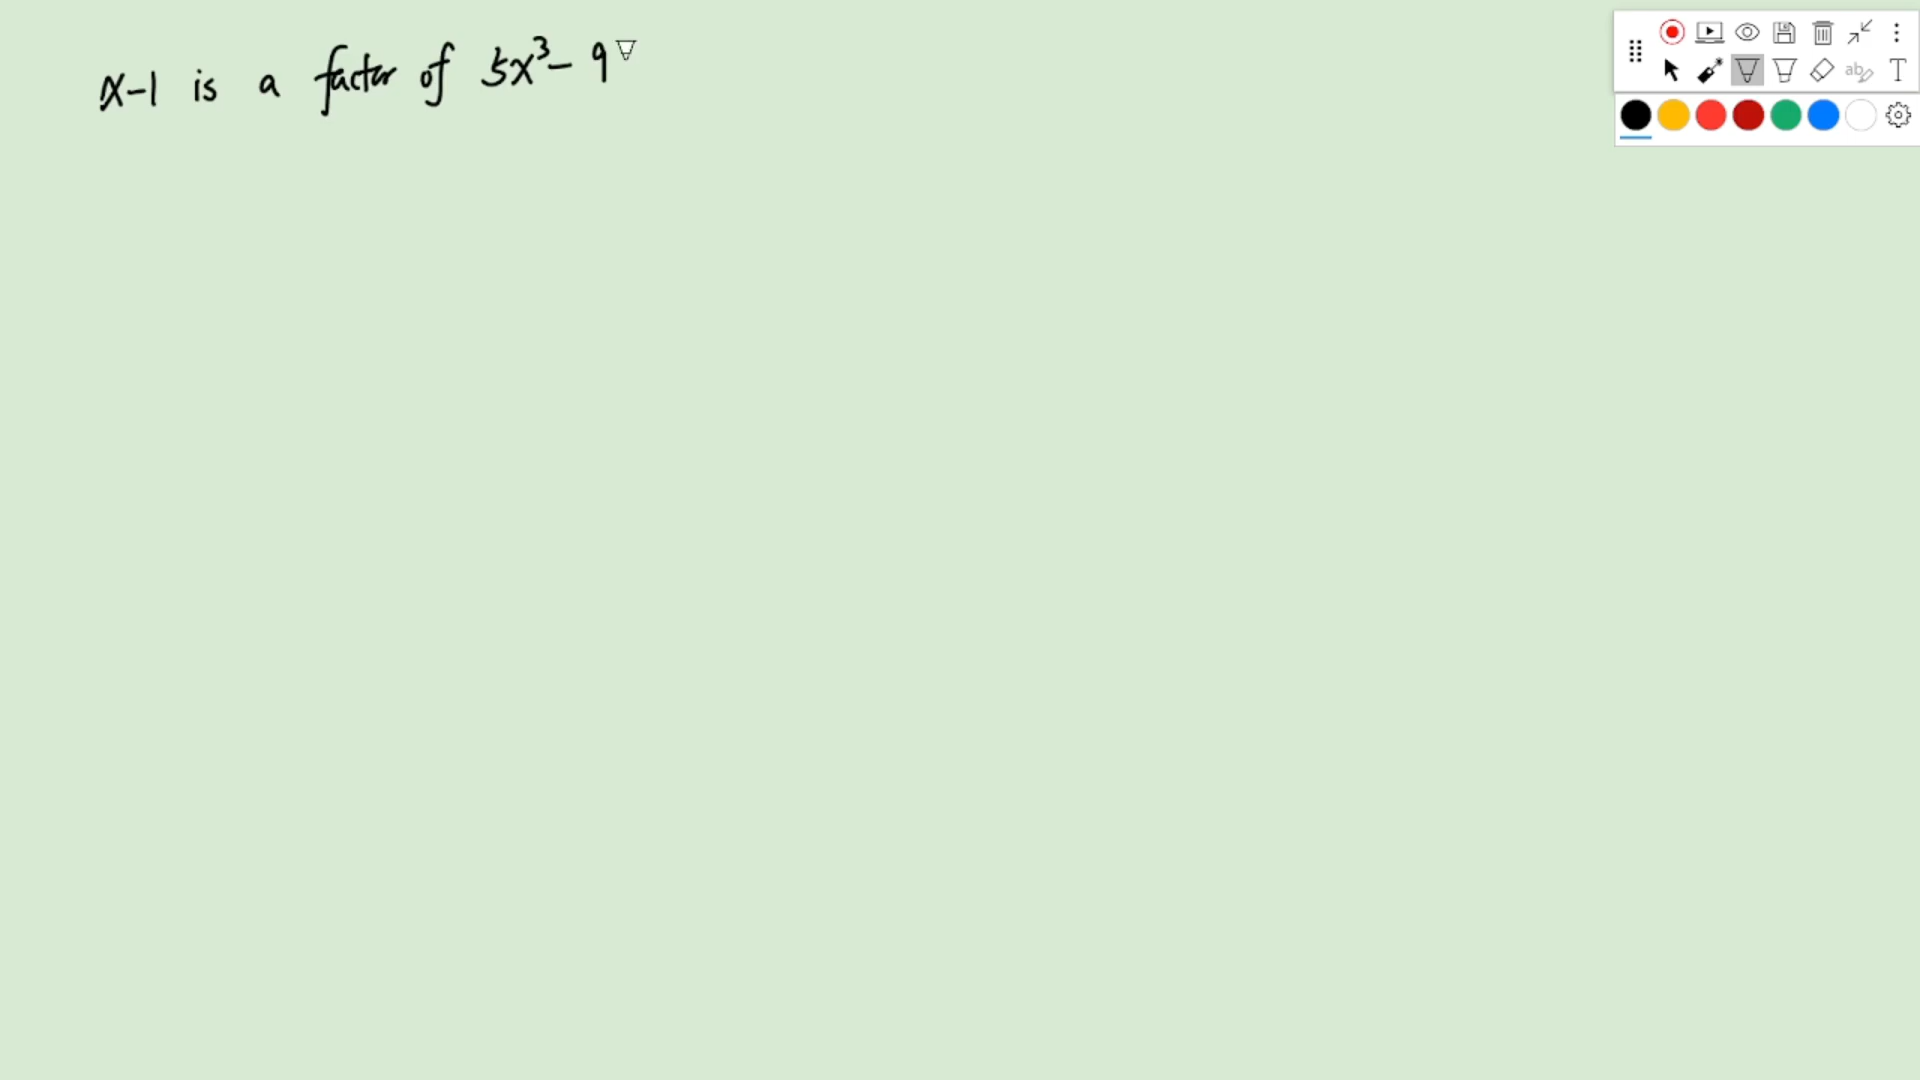 x-1 is a factor of 5x³- 9